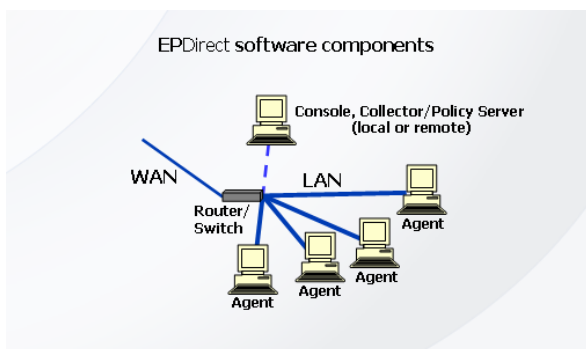 EPDirect software components
Console, Collector/Policy Server
(local or remote)
WAN
LAN
Router/
Switch
Agent
Agent
Agent
Agent